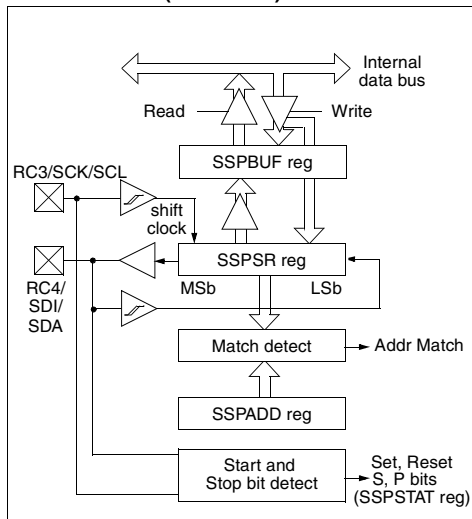 Internal
data bus
Read
Write
SSPBUF reg
RC3/SCK/SCL
shift
clock
SSPSR reg
MSb
LSb
RC4/
SDI/
SDA
Match detect
Addr Match
SSPADD reg
Start and
Stop bit detect
Set, Reset
S, P bits
(SSPSTAT reg)